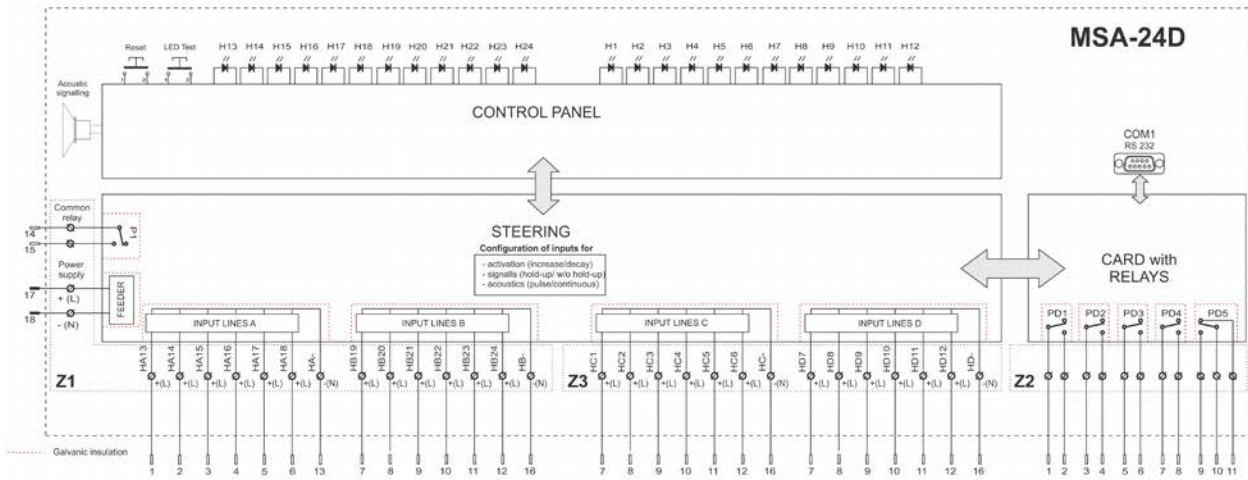 MSA-24D
Reset LED Test H13 H14 H15 H16 H17 H18 H19 H20 H21 H22 H23 H24 H1 H2 H3 H4 H5 H6 H7 H8 H9 H10 H11 H12
Acoustic
signalling
CONTROL PANEL
COM1
RS 232
Common
relay
14
15
P1
STEERING
Configuration of inputs for
- activation (increase/decay)
- signalls (hold-up/ w/o hold-up)
- acoustics (pulse/continuous)
CARD with
RELAYS
Power
supply
17
+ (L)
18
- (N)
FEEDER
INPUT LINES A
INPUT LINES B
INPUT LINES C
INPUT LINES D
PD1 PD2 PD3 PD4 PD5
HA13 HA14 HA15 HA16 HA17 HA18 HA-
HB19 HB20 HB21 HB22 HB23 HB24 HB-
HC1 HC2 HC3 HC4 HC5 HC6 HC-
HD7 HD8 HD9 HD10 HD11 HD12 HD-
Z1
+(L) +(L) +(L) +(L) +(L) +(L) -(N)
+(L) +(L) +(L) +(L) +(L) +(L) -(N)
Z3
+(L) +(L) +(L) +(L) +(L) +(L) -(N)
+(L) +(L) +(L) +(L) +(L) +(L) -(N)
Z2
Galvanic insulation
1 2 3 4 5 6 13
7 8 9 10 11 12 16
7 8 9 10 11 12 16
7 8 9 10 11 12 16
1 2 3 4 5 6 7 8 9 10 11